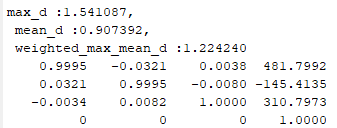 max_d :1.541087,
mean_d :0.907392,
weighted_max_mean_d :1.224240
0.9995 -0.0321 0.0038 481.7992
0.0321 0.9995 -0.0080 -145.4135
-0.0034 0.0082 1.0000 310.7973
0 0 0 1.0000